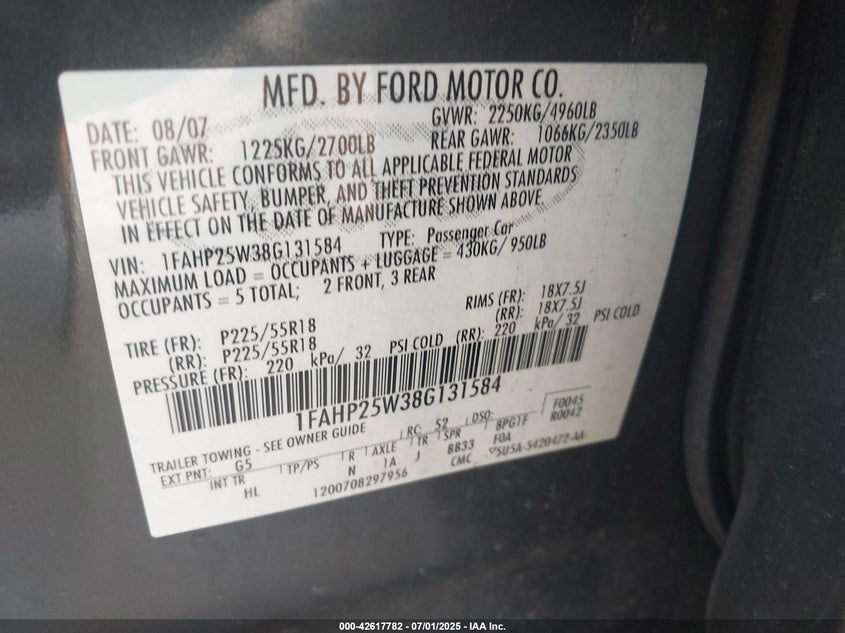 MFD. BY FORD MOTOR CO.
DATE: 08/07 GVWR: 2250KG/4960LB
FRONT GAWR: 1225KG/2700LB REAR GAWR: 1066KG/2350LB
THIS VEHICLE CONFORMS TO ALL APPLICABLE FEDERAL MOTOR
VEHICLE SAFETY, BUMPER, AND THEFT PREVENTION STANDARDS
IN EFFECT ON THE DATE OF MANUFACTURE SHOWN ABOVE.
VIN: 1FAHP25W38G131584 TYPE: Passenger Car
MAXIMUM LOAD = OCCUPANTS + LUGGAGE = 430KG/ 950LB
OCCUPANTS = 5 TOTAL; 2 FRONT, 3 REAR
TIRE (FR): P225/55R18 RIMS (FR): 18X7.5J
(RR): P225/55R18 (RR): 18X7.5J
PRESSURE (FR): 220 kPa/ 32 PSI COLD (RR): 220 kPa/ 32 PSI COLD
1FAHP25W38G131584
F0045
R0042
TRAILER TOWING - SEE OWNER GUIDE RC: 52 DSO:
EXT PNT: G5 INT TR TP/PS R AXLE TR SPR 8PG1F
HL N 1A J BB33 F0A
1200708297956 CMC 5U5A-5420472-AA
000-42617782 - 07/01/2025 - IAA Inc.